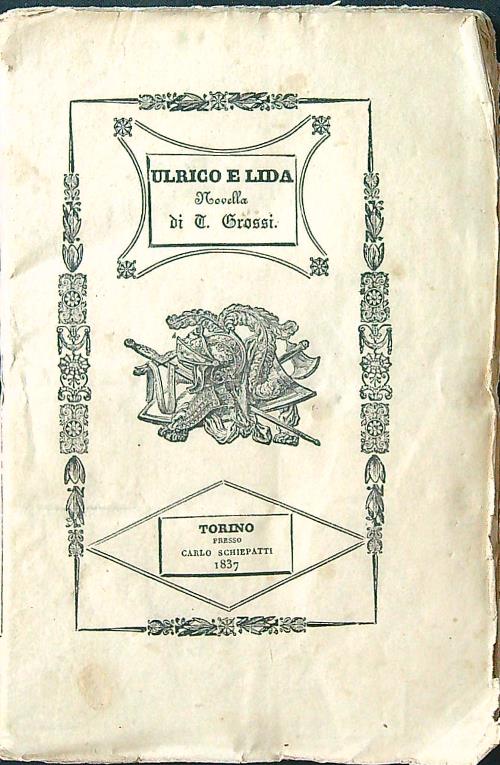 ULRICO E LIDA
Novella
di T. Grossi.
TORINO
PRESSO
CARLO SCHIEPATTI
1837